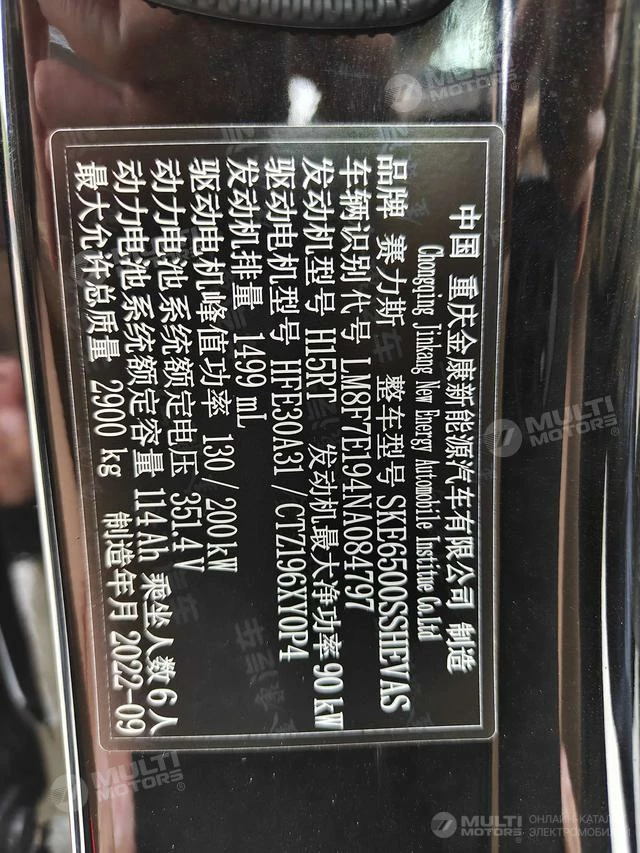 中国 重庆金康新能源汽车有限公司 制造
Chongqing Jinkang New Energy Automobile Institue Co.Ltd
品牌 赛力斯 整车型号 SKE6500SSHEVAS
车辆识别代号 LM8F7E194NA084797
发动机型号 H15RT 发动机最大净功率 90 kW
驱动电机型号 HFE30A31 / CTZ196XY0P4
发动机排量 1499 mL
驱动电机峰值功率 130 / 200 kW
动力电池系统额定电压 351.4 V
动力电池系统额定容量 114 Ah 乘坐人数 6 人
最大允许总质量 2900 kg 制造年月 2022-09
MULTI MOTORS®
MULTI MOTORS®
MULTI MOTORS®
MULTI MOTORS®
ОНЛАЙН-КАТАЛ
ЭЛЕКТРОМОБИЛЕЙ